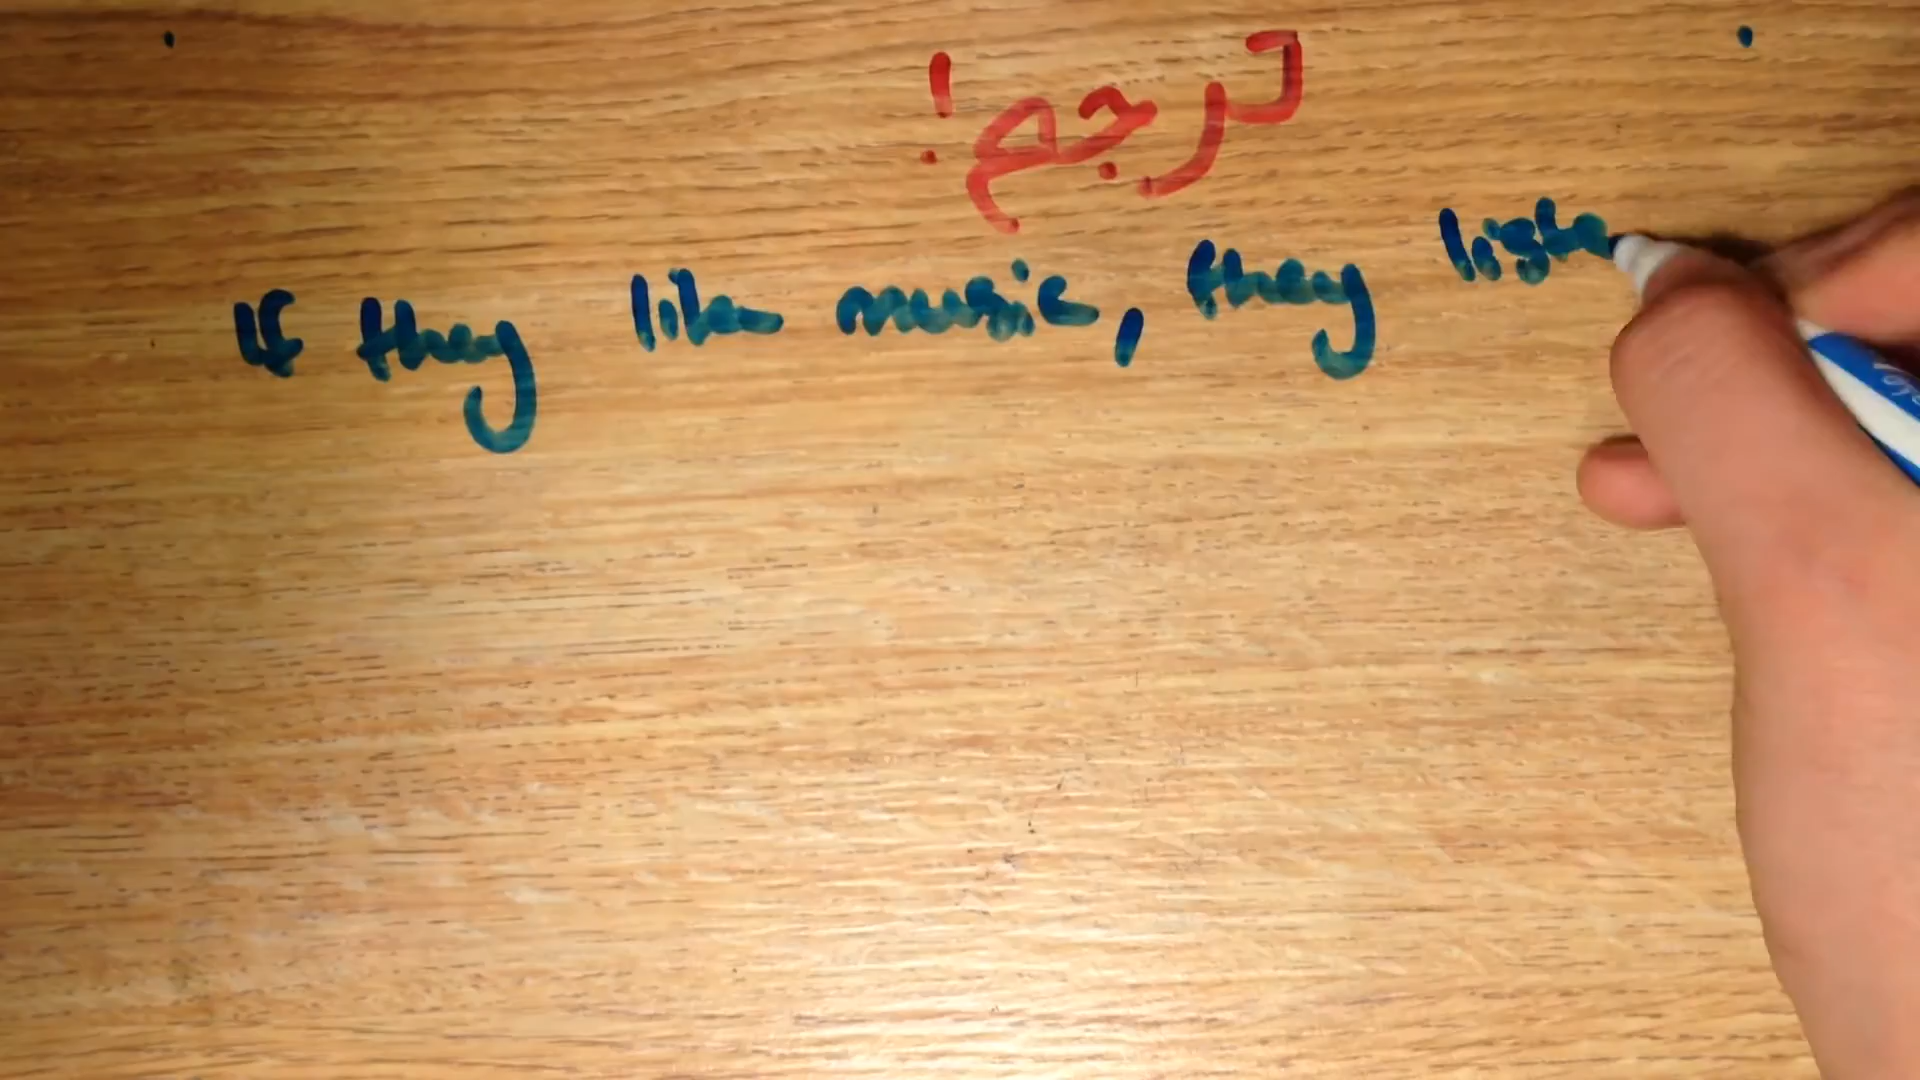 ترجم!
If they like music, they